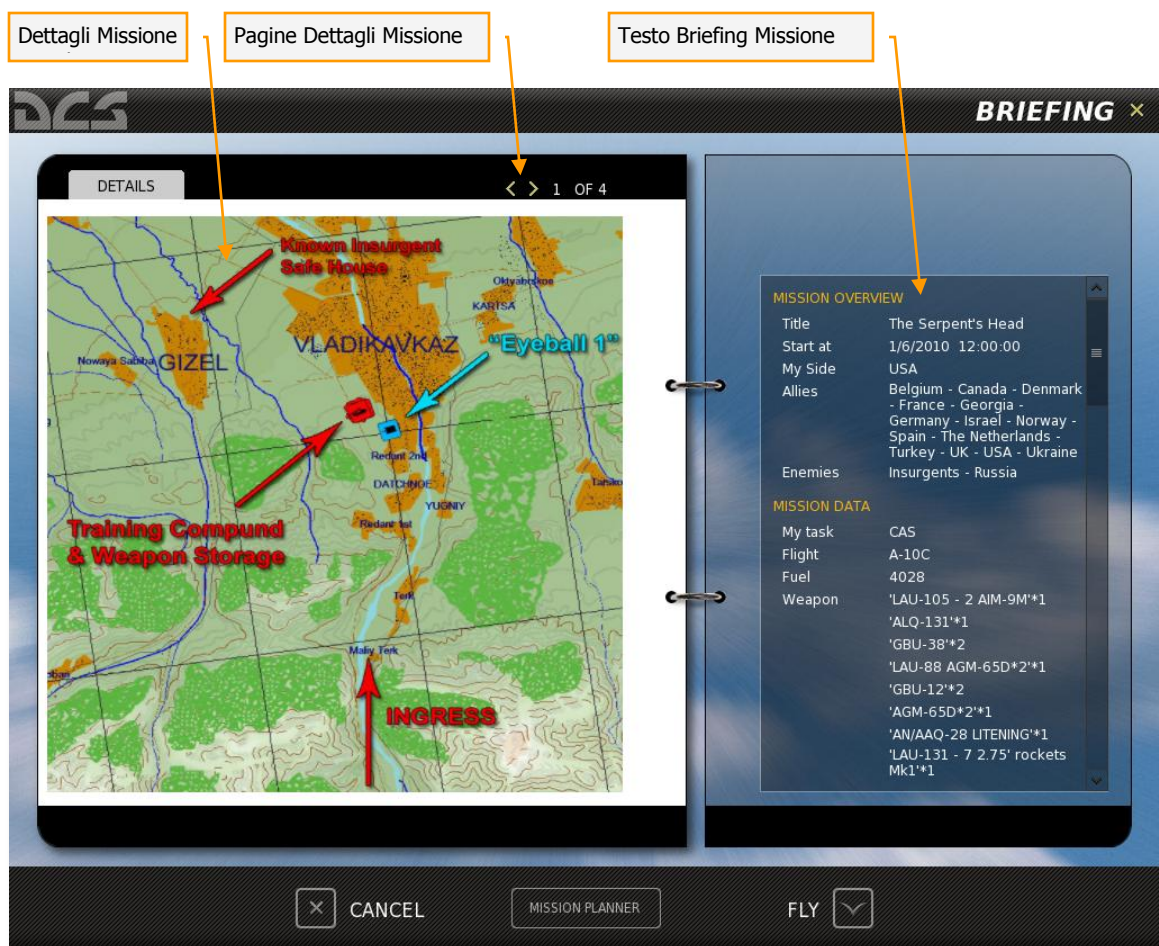 Dettagli Missione
Pagine Dettagli Missione
Testo Briefing Missione
DCS
BRIEFING ×
DETAILS
< > 1 OF 4
Known Insurgent
Safe House
Oktyabrskoe
KARTSA
VLADIKAVKAZ
"Eyeball 1"
Nowaya Saniba
GIZEL
Redant 2nd
DATCHNOE
YUGNIY
Redant 1st
Training Compund
& Weapon Storage
Terk
Maliy Terk
INGRESS
MISSION OVERVIEW
Title The Serpent's Head
Start at 1/6/2010 12:00:00
My Side USA
Allies Belgium - Canada - Denmark
- France - Georgia -
Germany - Israel - Norway -
Spain - The Netherlands -
Turkey - UK - USA - Ukraine
Enemies Insurgents - Russia
MISSION DATA
My task CAS
Flight A-10C
Fuel 4028
Weapon 'LAU-105 - 2 AIM-9M'*1
'ALQ-131'*1
'GBU-38'*2
'LAU-88 AGM-65D*2'*1
'GBU-12'*2
'AGM-65D*2'*1
'AN/AAQ-28 LITENING'*1
'LAU-131 - 7 2.75' rockets
Mk1'*1
CANCEL
MISSION PLANNER
FLY